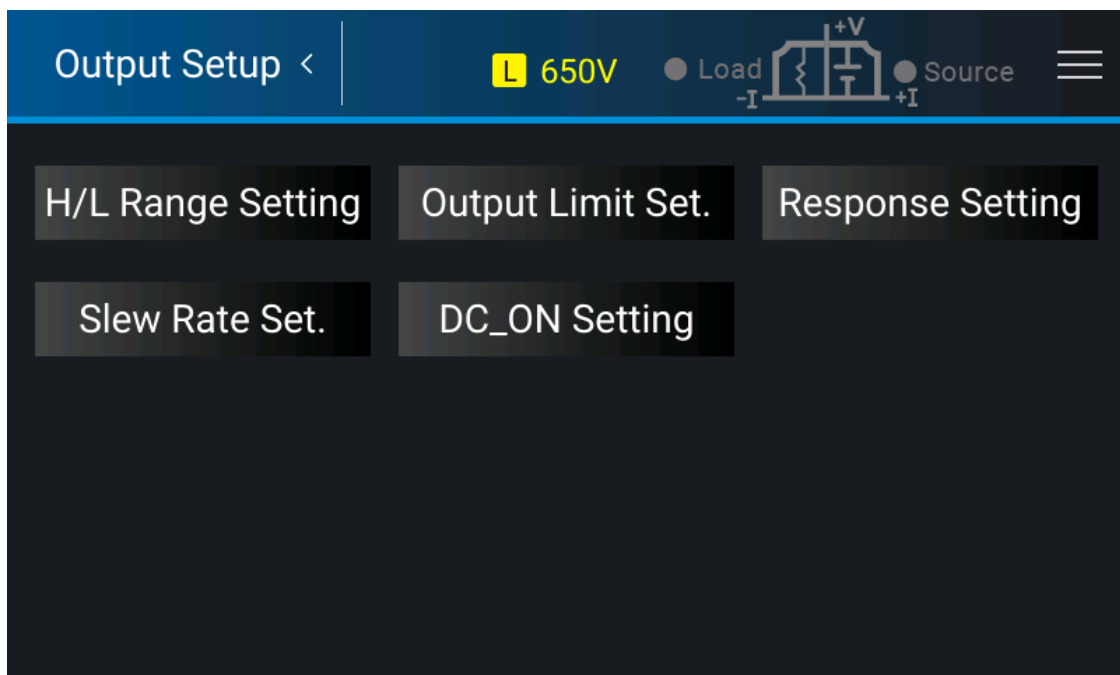 Output Setup <
L 650V
Load
-I
+V
+I
Source
H/L Range Setting
Output Limit Set.
Response Setting
Slew Rate Set.
DC_ON Setting